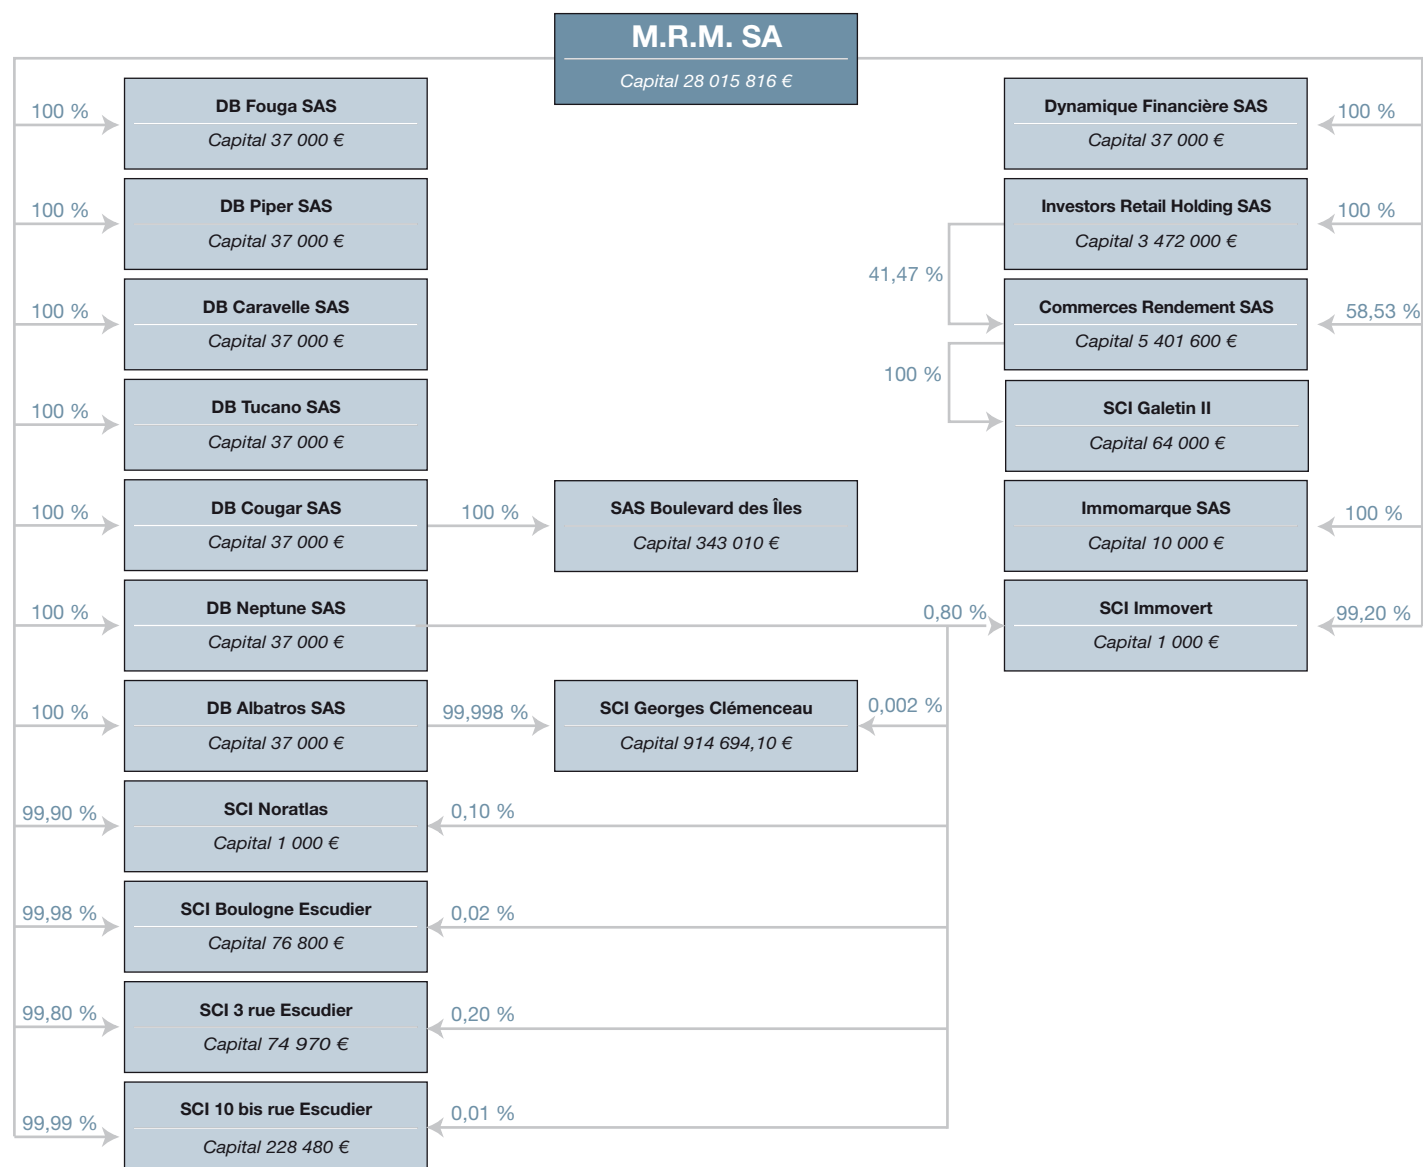 M.R.M. SA
Capital 28 015 816 €
100 %
DB Fouga SAS
Capital 37 000 €
Dynamique Financière SAS
Capital 37 000 €
100 %
100 %
DB Piper SAS
Capital 37 000 €
Investors Retail Holding SAS
Capital 3 472 000 €
100 %
41,47 %
100 %
DB Caravelle SAS
Capital 37 000 €
Commerces Rendement SAS
Capital 5 401 600 €
58,53 %
100 %
100 %
DB Tucano SAS
Capital 37 000 €
SCI Galetin II
Capital 64 000 €
100 %
DB Cougar SAS
Capital 37 000 €
100 %
SAS Boulevard des Îles
Capital 343 010 €
Immomarque SAS
Capital 10 000 €
100 %
100 %
DB Neptune SAS
Capital 37 000 €
0,80 %
SCI Immovert
Capital 1 000 €
99,20 %
100 %
DB Albatros SAS
Capital 37 000 €
99,998 %
SCI Georges Clémenceau
Capital 914 694,10 €
0,002 %
99,90 %
SCI Noratlas
Capital 1 000 €
0,10 %
99,98 %
SCI Boulogne Escudier
Capital 76 800 €
0,02 %
99,80 %
SCI 3 rue Escudier
Capital 74 970 €
0,20 %
99,99 %
SCI 10 bis rue Escudier
Capital 228 480 €
0,01 %